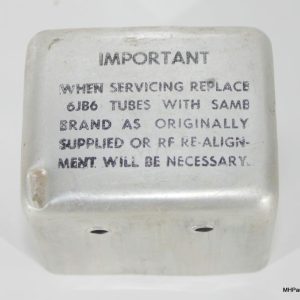 IMPORTANT
WHEN SERVICING REPLACE
6JB6 TUBES WITH SAMB
BRAND AS ORIGINALLY
SUPPLIED OR RF RE-ALIGN-
MENT WILL BE NECESSARY.